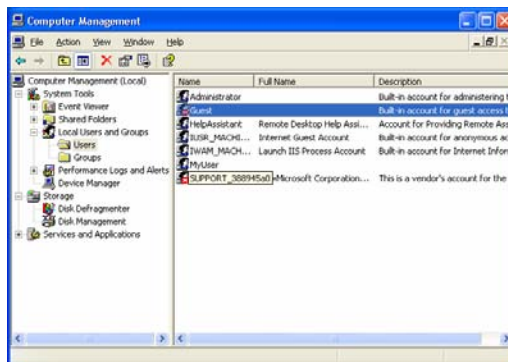 Computer Management
File Action View Window Help
Computer Management (Local)
System Tools
Event Viewer
Shared Folders
Local Users and Groups
Users
Groups
Performance Logs and Alerts
Device Manager
Storage
Disk Defragmenter
Disk Management
Services and Applications
Name Full Name Description
Administrator Built-in account for administering t
Guest Built-in account for guest access
HelpAssistant Remote Desktop Help Assi... Account for Providing Remote Ass
IUSR_MACHI... Internet Guest Account Built-in account for anonymous ac
IWAM_MACH... Launch IIS Process Account Built-in account for Internet Infor
MyUser
SUPPORT_388945a0 Microsoft Corporation... This is a vendor's account for the